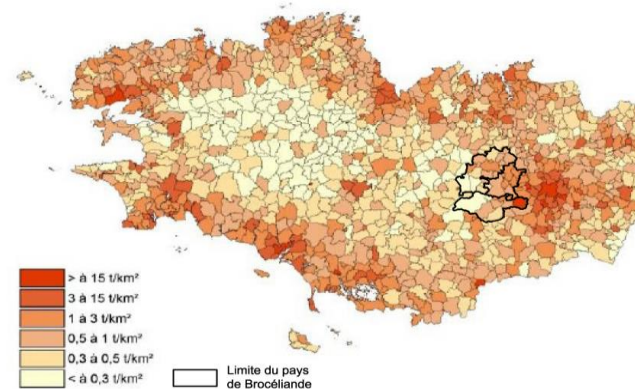 > à 15 t/km²
3 à 15 t/km²
1 à 3 t/km²
0,5 à 1 t/km²
0,3 à 0,5 t/km²
< à 0,3 t/km²
Limite du pays
de Brocéliande